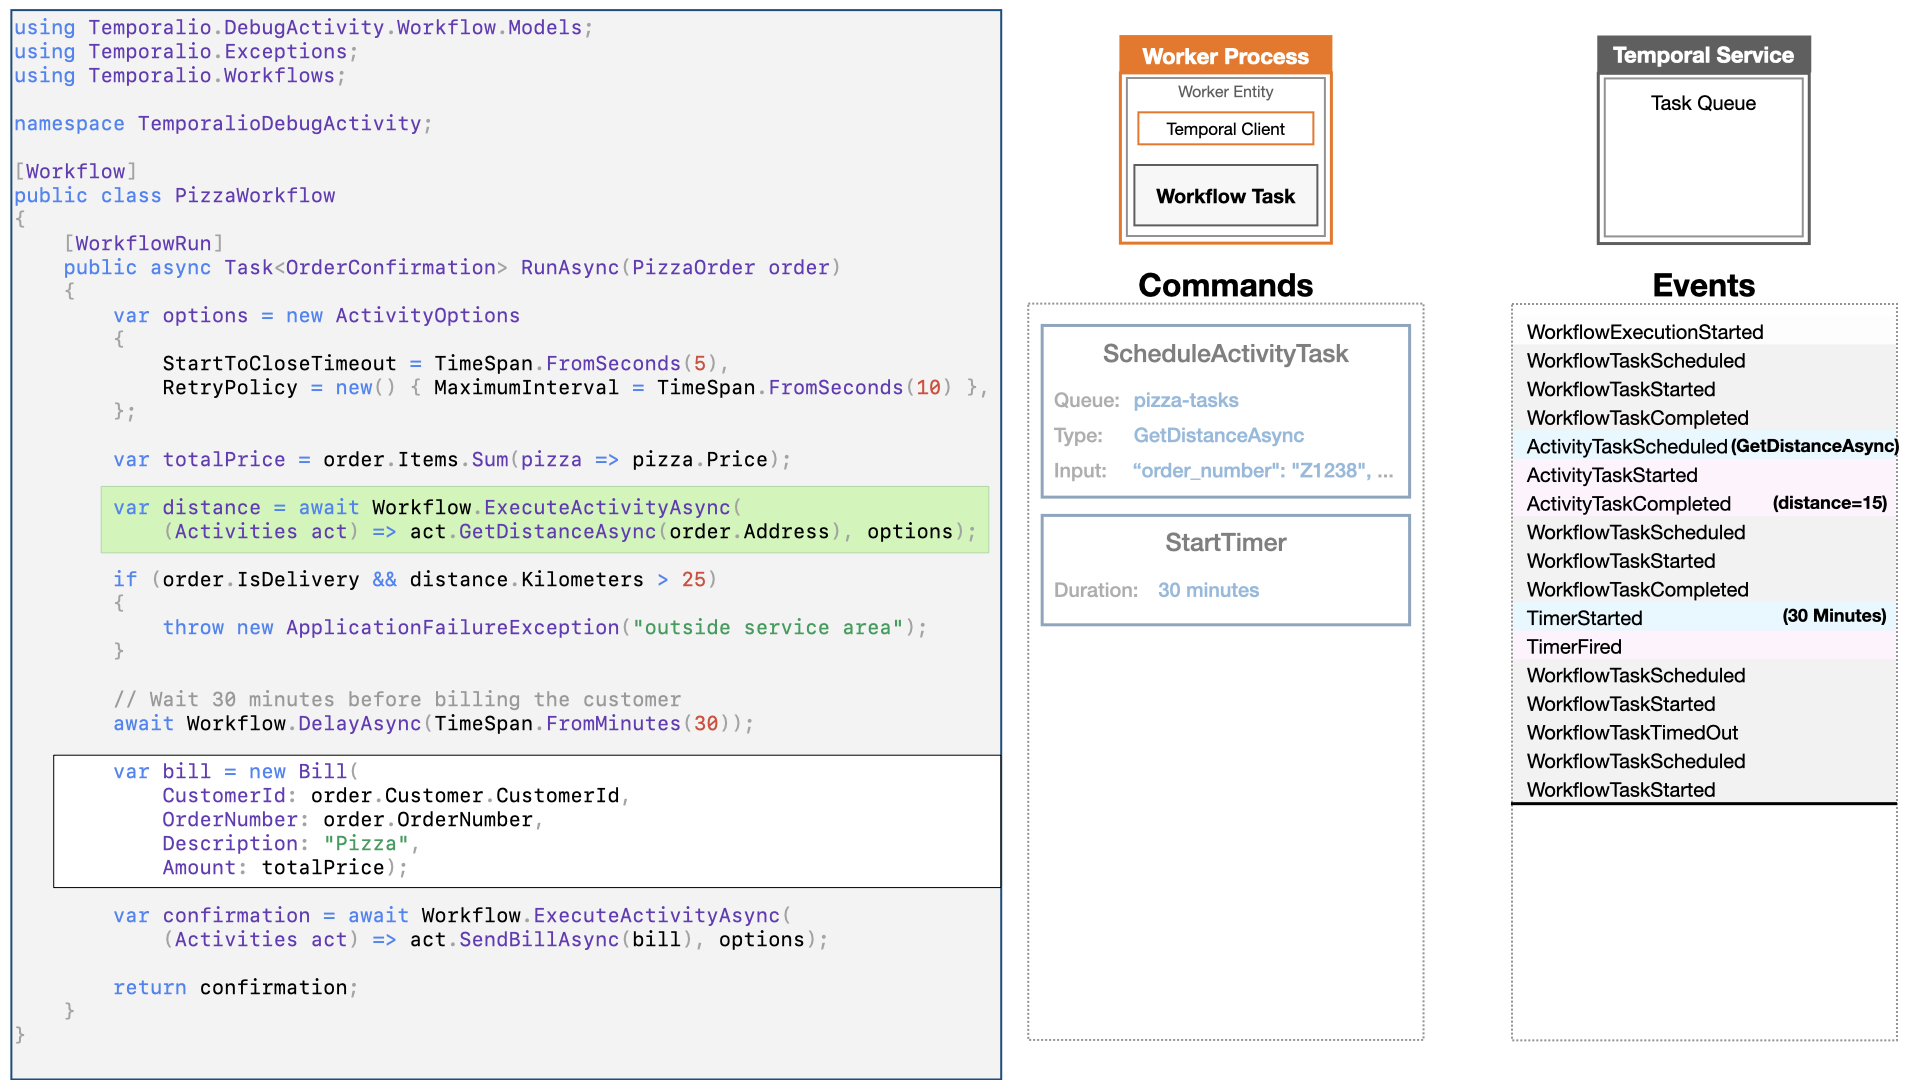 using Temporalio.DebugActivity.Workflow.Models;
using Temporalio.Exceptions;
using Temporalio.Workflows;

namespace TemporalioDebugActivity;

[Workflow]
public class PizzaWorkflow
{
    [WorkflowRun]
    public async Task<OrderConfirmation> RunAsync(PizzaOrder order)
    {
        var options = new ActivityOptions
        {
            StartToCloseTimeout = TimeSpan.FromSeconds(5),
            RetryPolicy = new() { MaximumInterval = TimeSpan.FromSeconds(10) },
        };

        var totalPrice = order.Items.Sum(pizza => pizza.Price);

        var distance = await Workflow.ExecuteActivityAsync(
            (Activities act) => act.GetDistanceAsync(order.Address), options);

        if (order.IsDelivery && distance.Kilometers > 25)
        {
            throw new ApplicationFailureException("outside service area");
        }

        // Wait 30 minutes before billing the customer
        await Workflow.DelayAsync(TimeSpan.FromMinutes(30));

        var bill = new Bill(
            CustomerId: order.Customer.CustomerId,
            OrderNumber: order.OrderNumber,
            Description: "Pizza",
            Amount: totalPrice);

        var confirmation = await Workflow.ExecuteActivityAsync(
            (Activities act) => act.SendBillAsync(bill), options);

        return confirmation;
    }
}
Worker Process
Worker Entity
Temporal Client
Workflow Task
Commands
ScheduleActivityTask
Queue: pizza-tasks
Type: GetDistanceAsync
Input: “order_number": "Z1238", ...
StartTimer
Duration: 30 minutes
Temporal Service
Task Queue
Events
WorkflowExecutionStarted
WorkflowTaskScheduled
WorkflowTaskStarted
WorkflowTaskCompleted
ActivityTaskScheduled (GetDistanceAsync)
ActivityTaskStarted
ActivityTaskCompleted (distance=15)
WorkflowTaskScheduled
WorkflowTaskStarted
WorkflowTaskCompleted
TimerStarted (30 Minutes)
TimerFired
WorkflowTaskScheduled
WorkflowTaskStarted
WorkflowTaskTimedOut
WorkflowTaskScheduled
WorkflowTaskStarted